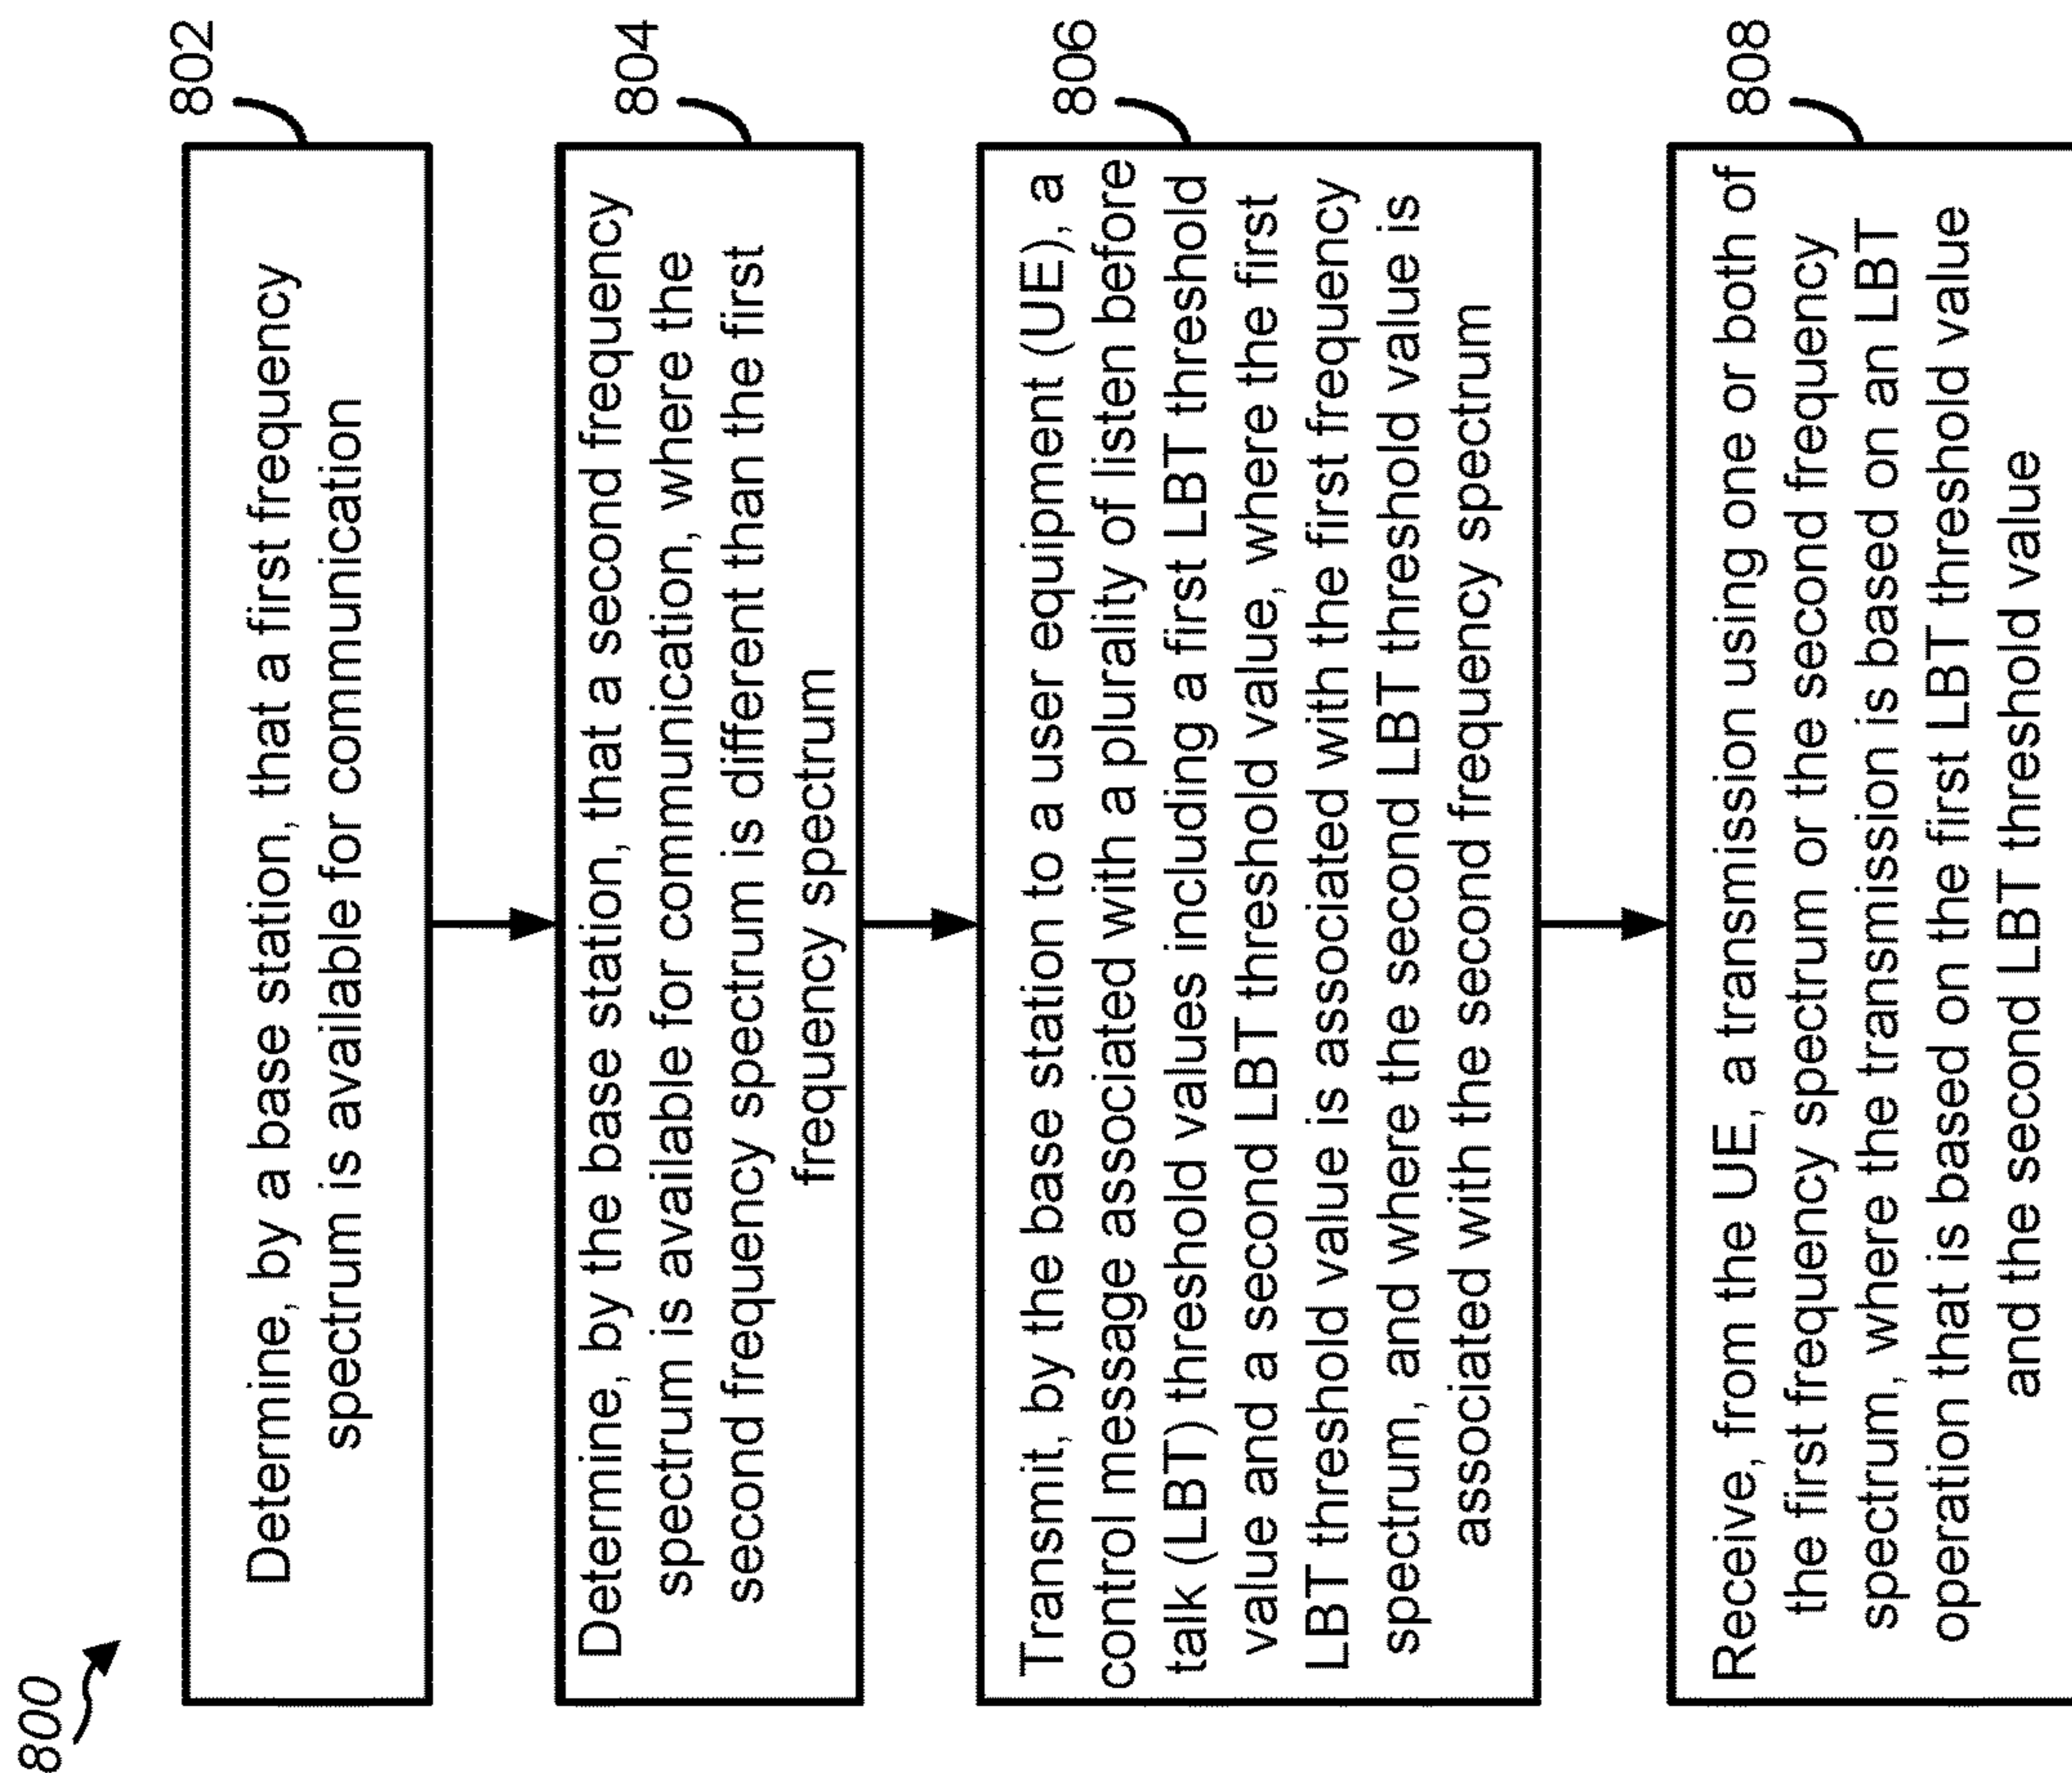 800
802
Determine, by a base station, that a first frequency
spectrum is available for communication
804
Determine, by the base station, that a second frequency
spectrum is available for communication, where the
second frequency spectrum is different than the first
frequency spectrum
806
Transmit, by the base station to a user equipment (UE), a
control message associated with a plurality of listen before
talk (LBT) threshold values including a first LBT threshold
value and a second LBT threshold value, where the first
LBT threshold value is associated with the first frequency
spectrum, and where the second LBT threshold value is
associated with the second frequency spectrum
808
Receive, from the UE, a transmission using one or both of
the first frequency spectrum or the second frequency
spectrum, where the transmission is based on an LBT
operation that is based on the first LBT threshold value
and the second LBT threshold value